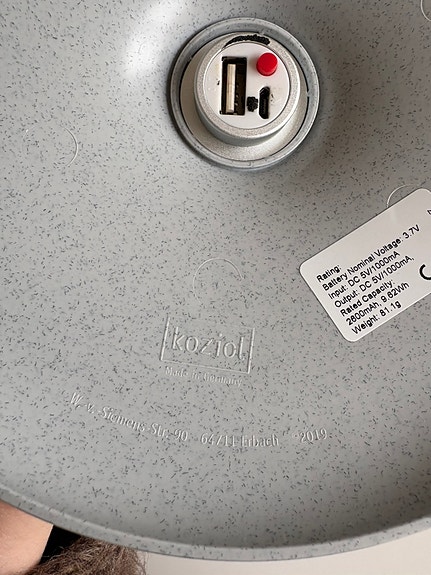 Rating:
Battery Nominal Voltage: 3.7V
Input: DC 5V/1000mA
Output: DC 5V/1000mA,
Rated Capacity
2600mAh, 9.62Wh
Weight: 81.1g
koziol
Made in Germany
W.-v.-Siemens-Str. 90 - 64711 Erbach ©2019